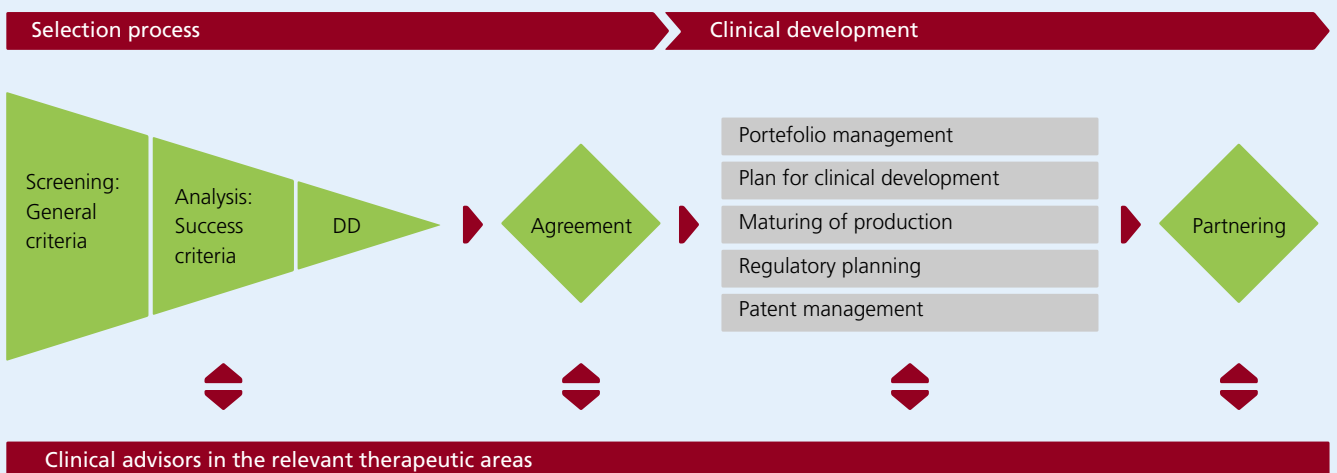 Selection process
Clinical development
Screening:
General
criteria
Analysis:
Success
criteria
DD
Agreement
Portefolio management
Plan for clinical development
Maturing of production
Regulatory planning
Patent management
Partnering
Clinical advisors in the relevant therapeutic areas